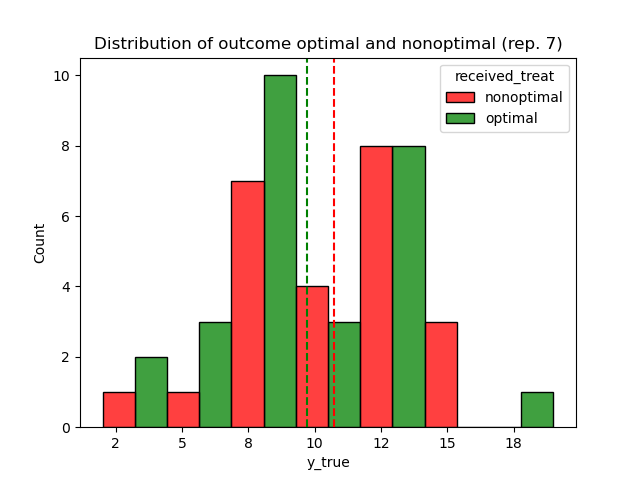 Distribution of outcome optimal and nonoptimal (rep. 7)
received_treat
nonoptimal
optimal
Count
10
8
6
4
2
0
2 5 8 10 12 15 18
y_true